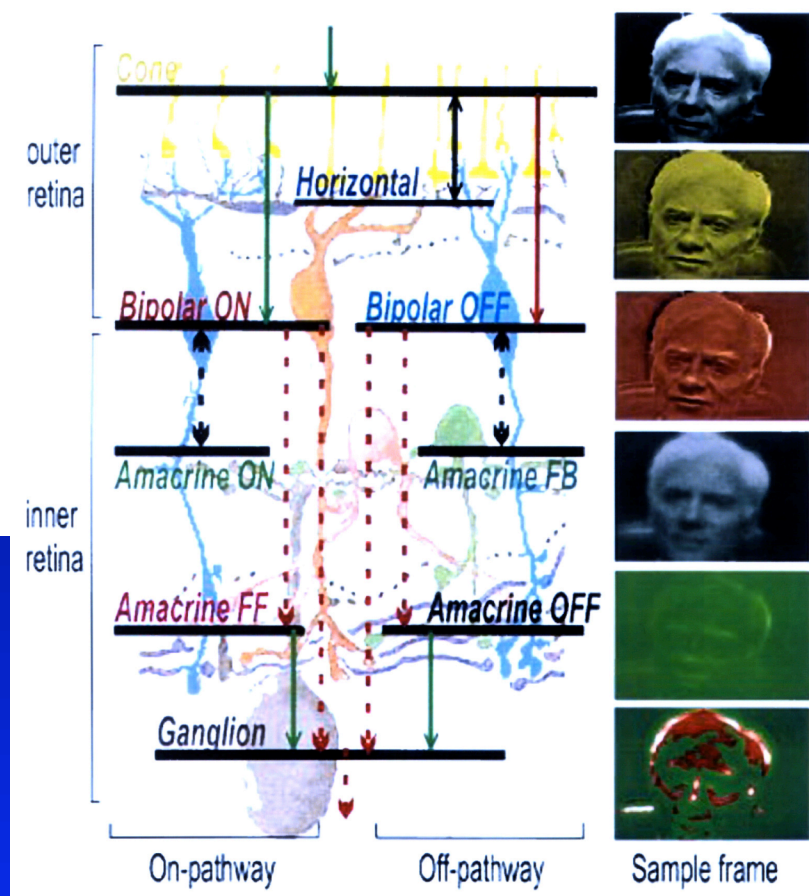 Cone
outer
retina
Horizontal
Bipolar ON
Bipolar OFF
Amacrine ON
Amacrine FB
inner
retina
Amacrine FF
Amacrine OFF
Ganglion
On-pathway
Off-pathway
Sample frame